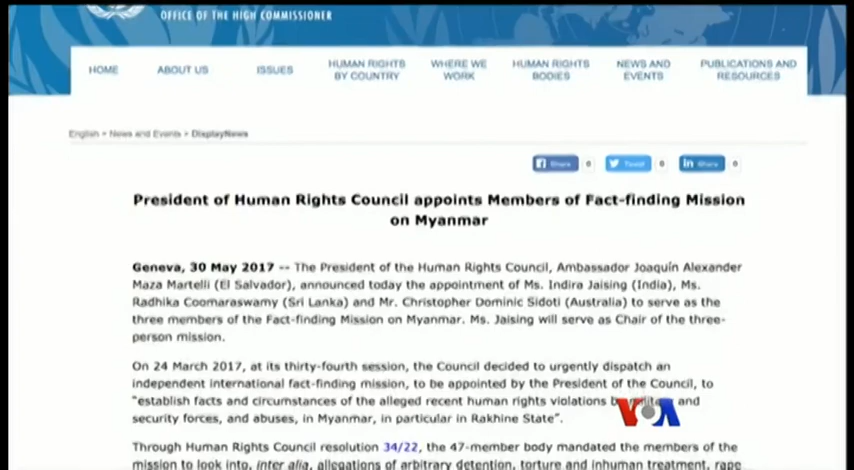 OFFICE OF THE HIGH COMMISSIONER
HOME
ABOUT US
ISSUES
HUMAN RIGHTS
BY COUNTRY
WHERE WE
WORK
HUMAN RIGHTS
BODIES
NEWS AND
EVENTS
PUBLICATIONS AND
RESOURCES
English > News and Events > DisplayNews
Share 0
Tweet 0
in Share 0
President of Human Rights Council appoints Members of Fact-finding Mission
on Myanmar
Geneva, 30 May 2017 -- The President of the Human Rights Council, Ambassador Joaquín Alexander
Maza Martelli (El Salvador), announced today the appointment of Ms. Indira Jaising (India), Ms.
Radhika Coomaraswamy (Sri Lanka) and Mr. Christopher Dominic Sidoti (Australia) to serve as the
three members of the Fact-finding Mission on Myanmar. Ms. Jaising will serve as Chair of the three-
person mission.
On 24 March 2017, at its thirty-fourth session, the Council decided to urgently dispatch an
independent international fact-finding mission, to be appointed by the President of the Council, to
"establish facts and circumstances of the alleged recent human rights violations and
security forces, and abuses, in Myanmar, in particular in Rakhine State".
VOA
Through Human Rights Council resolution 34/22, the 47-member body mandated the members of the
mission to look into, inter alia, allegations of arbitrary detention, torture and inhuman treatment, rape